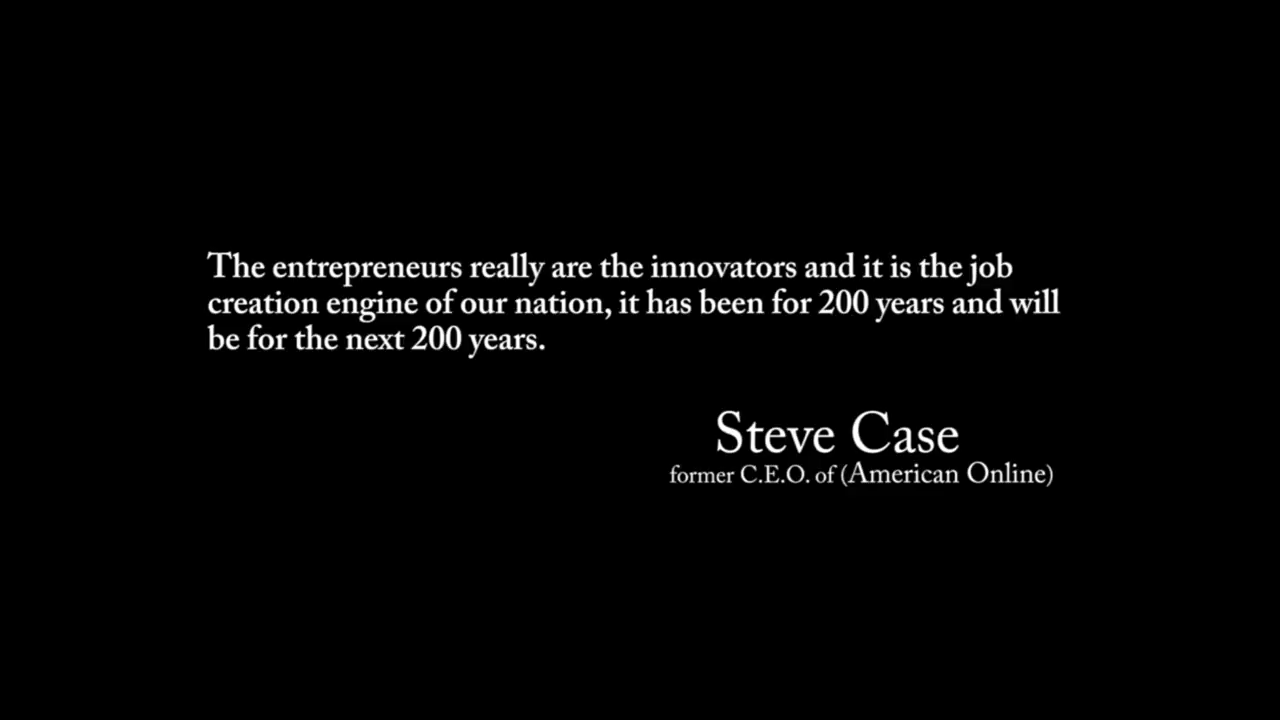 The entrepreneurs really are the innovators and it is the job
creation engine of our nation, it has been for 200 years and will
be for the next 200 years.
Steve Case
former C.E.O. of (American Online)